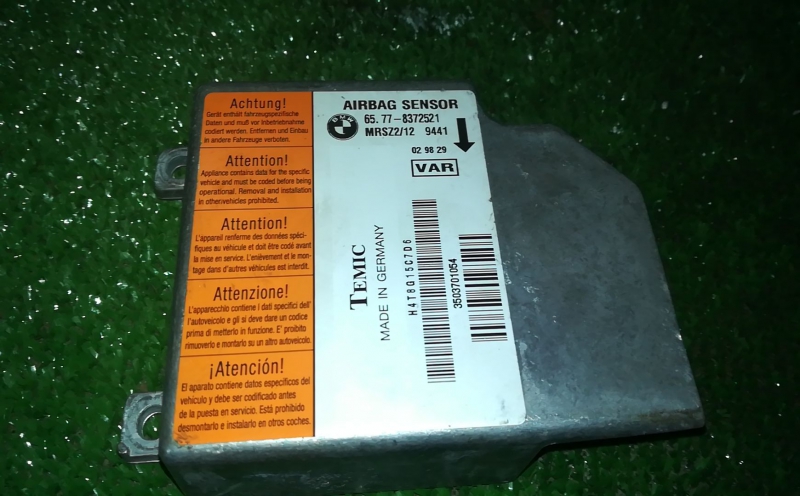 Achtung!
Gerät enthält fahrzeugspezifische
Daten und muß vor Inbetriebnahme
codiert werden. Entfernen und Einbau
in andere Fahrzeuge verboten.
Attention!
Appliance contains data for the specific
vehicle and must be coded before being
operational. Removal and installation
in othervehicles prohibited.
Attention!
L'appareil renferme des données spéci-
fiques au véhicule et doit être codé avant
la mise en service. L'enlèvement et le mon-
tage dans d'autres véhicules est interdit.
Attenzione!
L'apparecchio contiene i dati specifici dell'
autoveicolo e gli si deve dare un codice
prima di metterlo in funzione. E' proibito
rimuoverlo e montarlo su un altro autoveicolo.
¡Atención!
El aparato contiene datos específicos del
vehículo y debe ser codificado antes
de la puesta en servicio. Está prohibido
desmontarlo e instalarlo en otros coches.
AIRBAG SENSOR
BMW
65.77-8372521
MRSZ2/12 9441
02 98 29
VAR
TEMIC
MADE IN GERMANY
H4T8Q15C7D6
3503701054